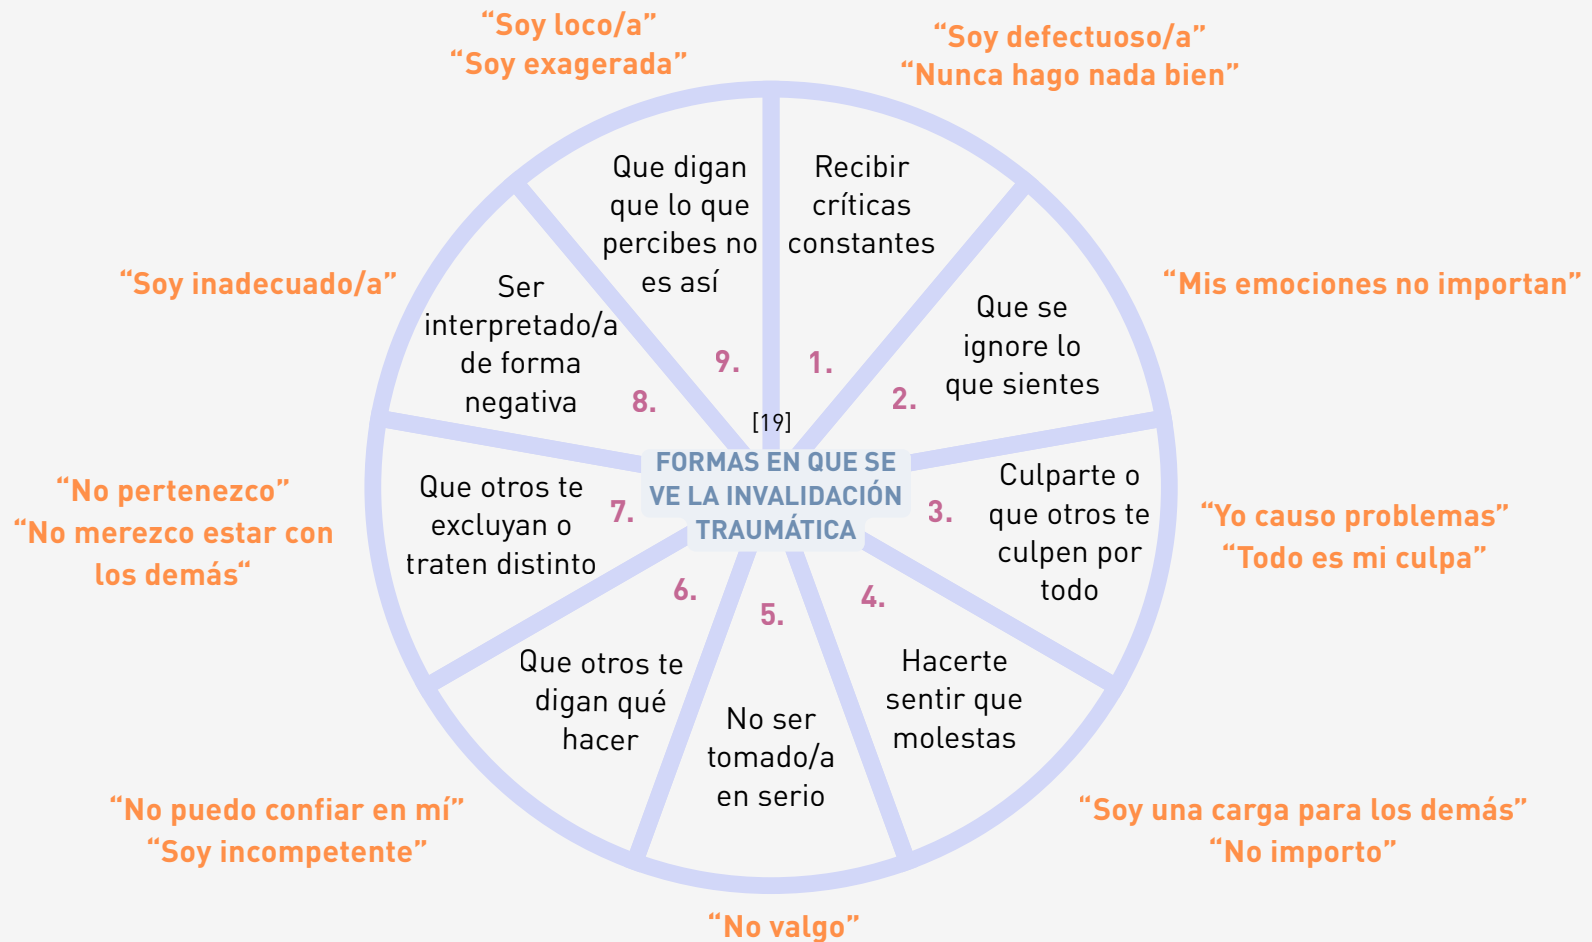 “Soy loco/a”
“Soy exagerada”
“Soy defectuoso/a”
“Nunca hago nada bien”
“Mis emociones no importan”
“Yo causo problemas”
“Todo es mi culpa”
“Soy una carga para los demás”
“No importo”
“No valgo”
“No puedo confiar en mí”
“Soy incompetente”
“No pertenezco”
“No merezco estar con
los demás“
“Soy inadecuado/a”
[19]
FORMAS EN QUE SE
VE LA INVALIDACIÓN
TRAUMÁTICA
1.
Recibir
críticas
constantes
2.
Que se
ignore lo
que sientes
3.
Culparte o
que otros te
culpen por
todo
4.
Hacerte
sentir que
molestas
5.
No ser
tomado/a
en serio
6.
Que otros te
digan qué
hacer
7.
Que otros te
excluyan o
traten distinto
8.
Ser
interpretado/a
de forma
negativa
9.
Que digan
que lo que
percibes no
es así